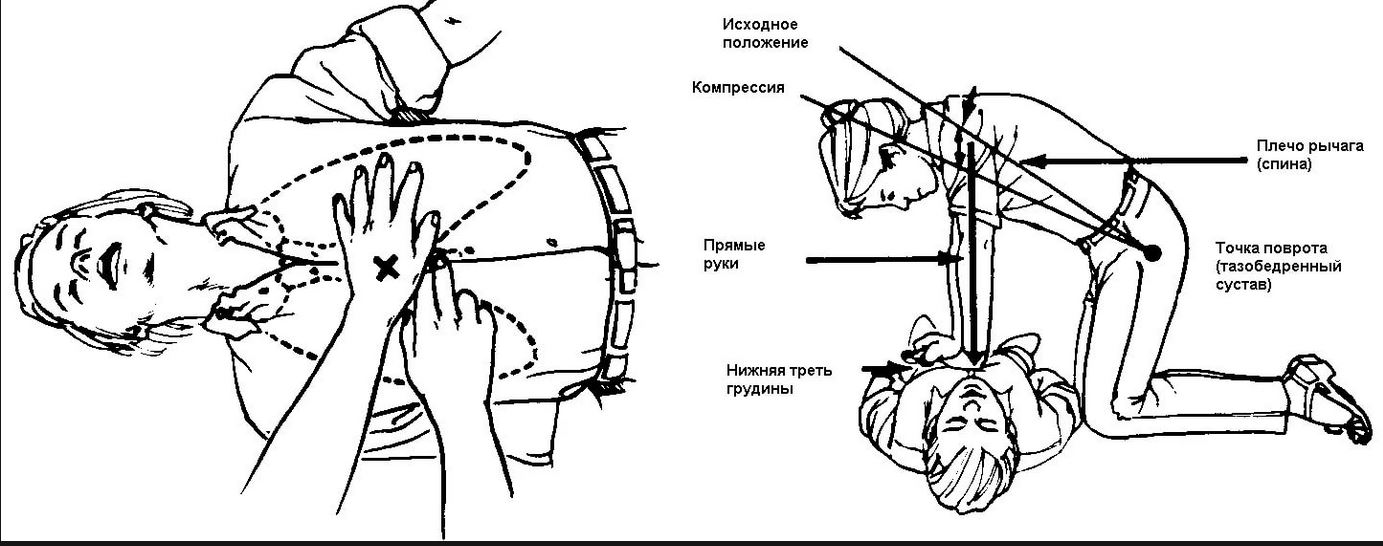 Исходное
положение
Компрессия
Плечо рычага
(спина)
Прямые
руки
Точка поврота
(тазобедренный
сустав)
Нижняя треть
грудины